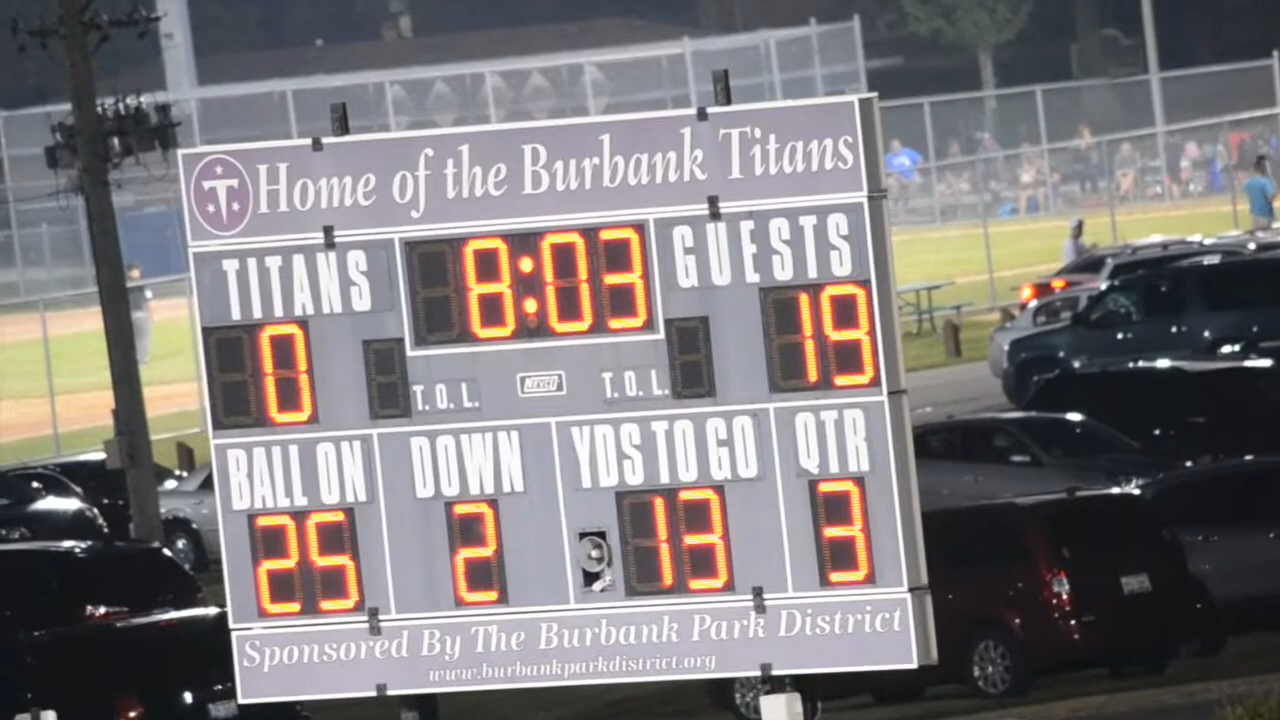 T
Home of the Burbank Titans
TITANS
8:03
GUESTS
0
T. O. L.
NEVCO
T. O. L.
19
BALL ON
DOWN
YDS TO GO
QTR
25
2
13
3
Sponsored By The Burbank Park District
www.burbankparkdistrict.org